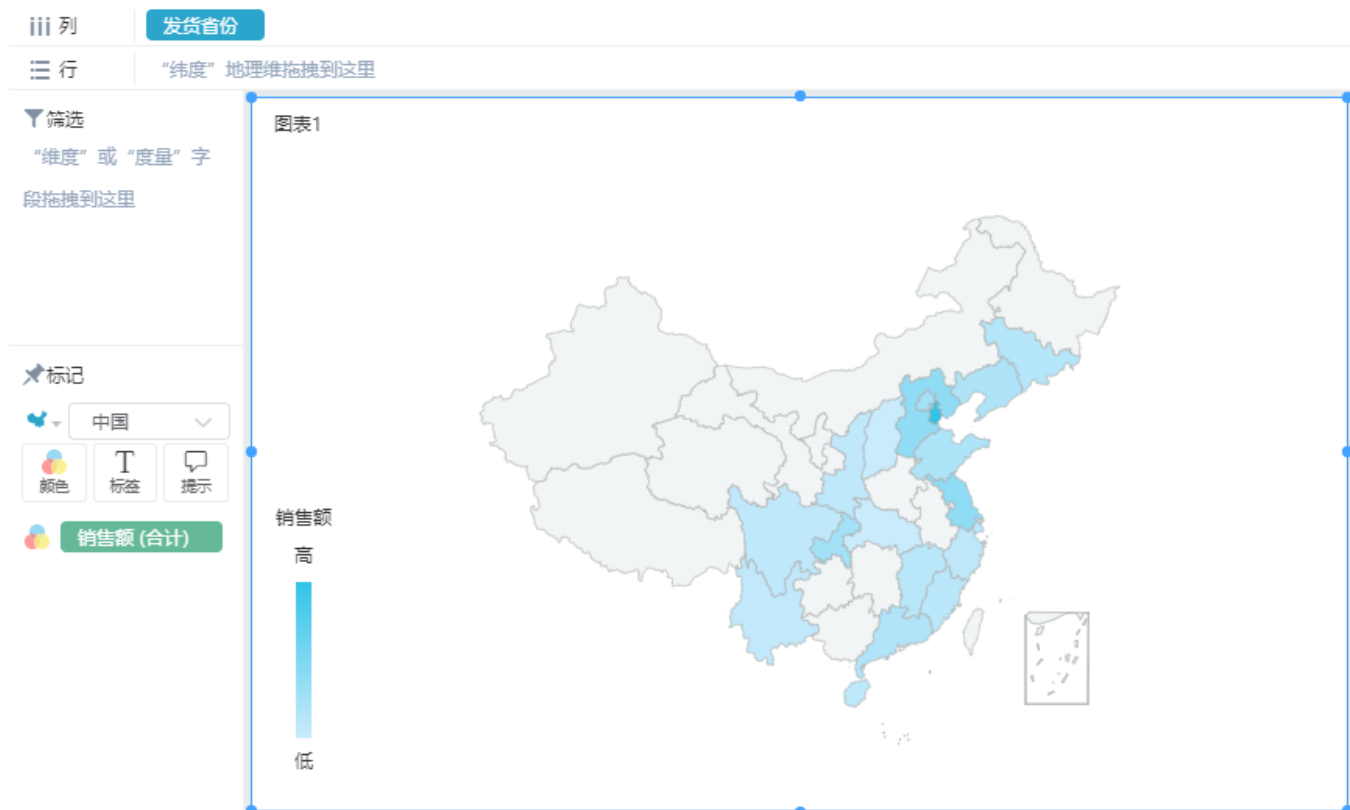 列
发货省份
行
“纬度”地理维拖拽到这里
筛选
“维度”或“度量”字
段拖拽到这里
图表1
标记
中国
颜色
T
标签
提示
销售额 (合计)
销售额
高
低